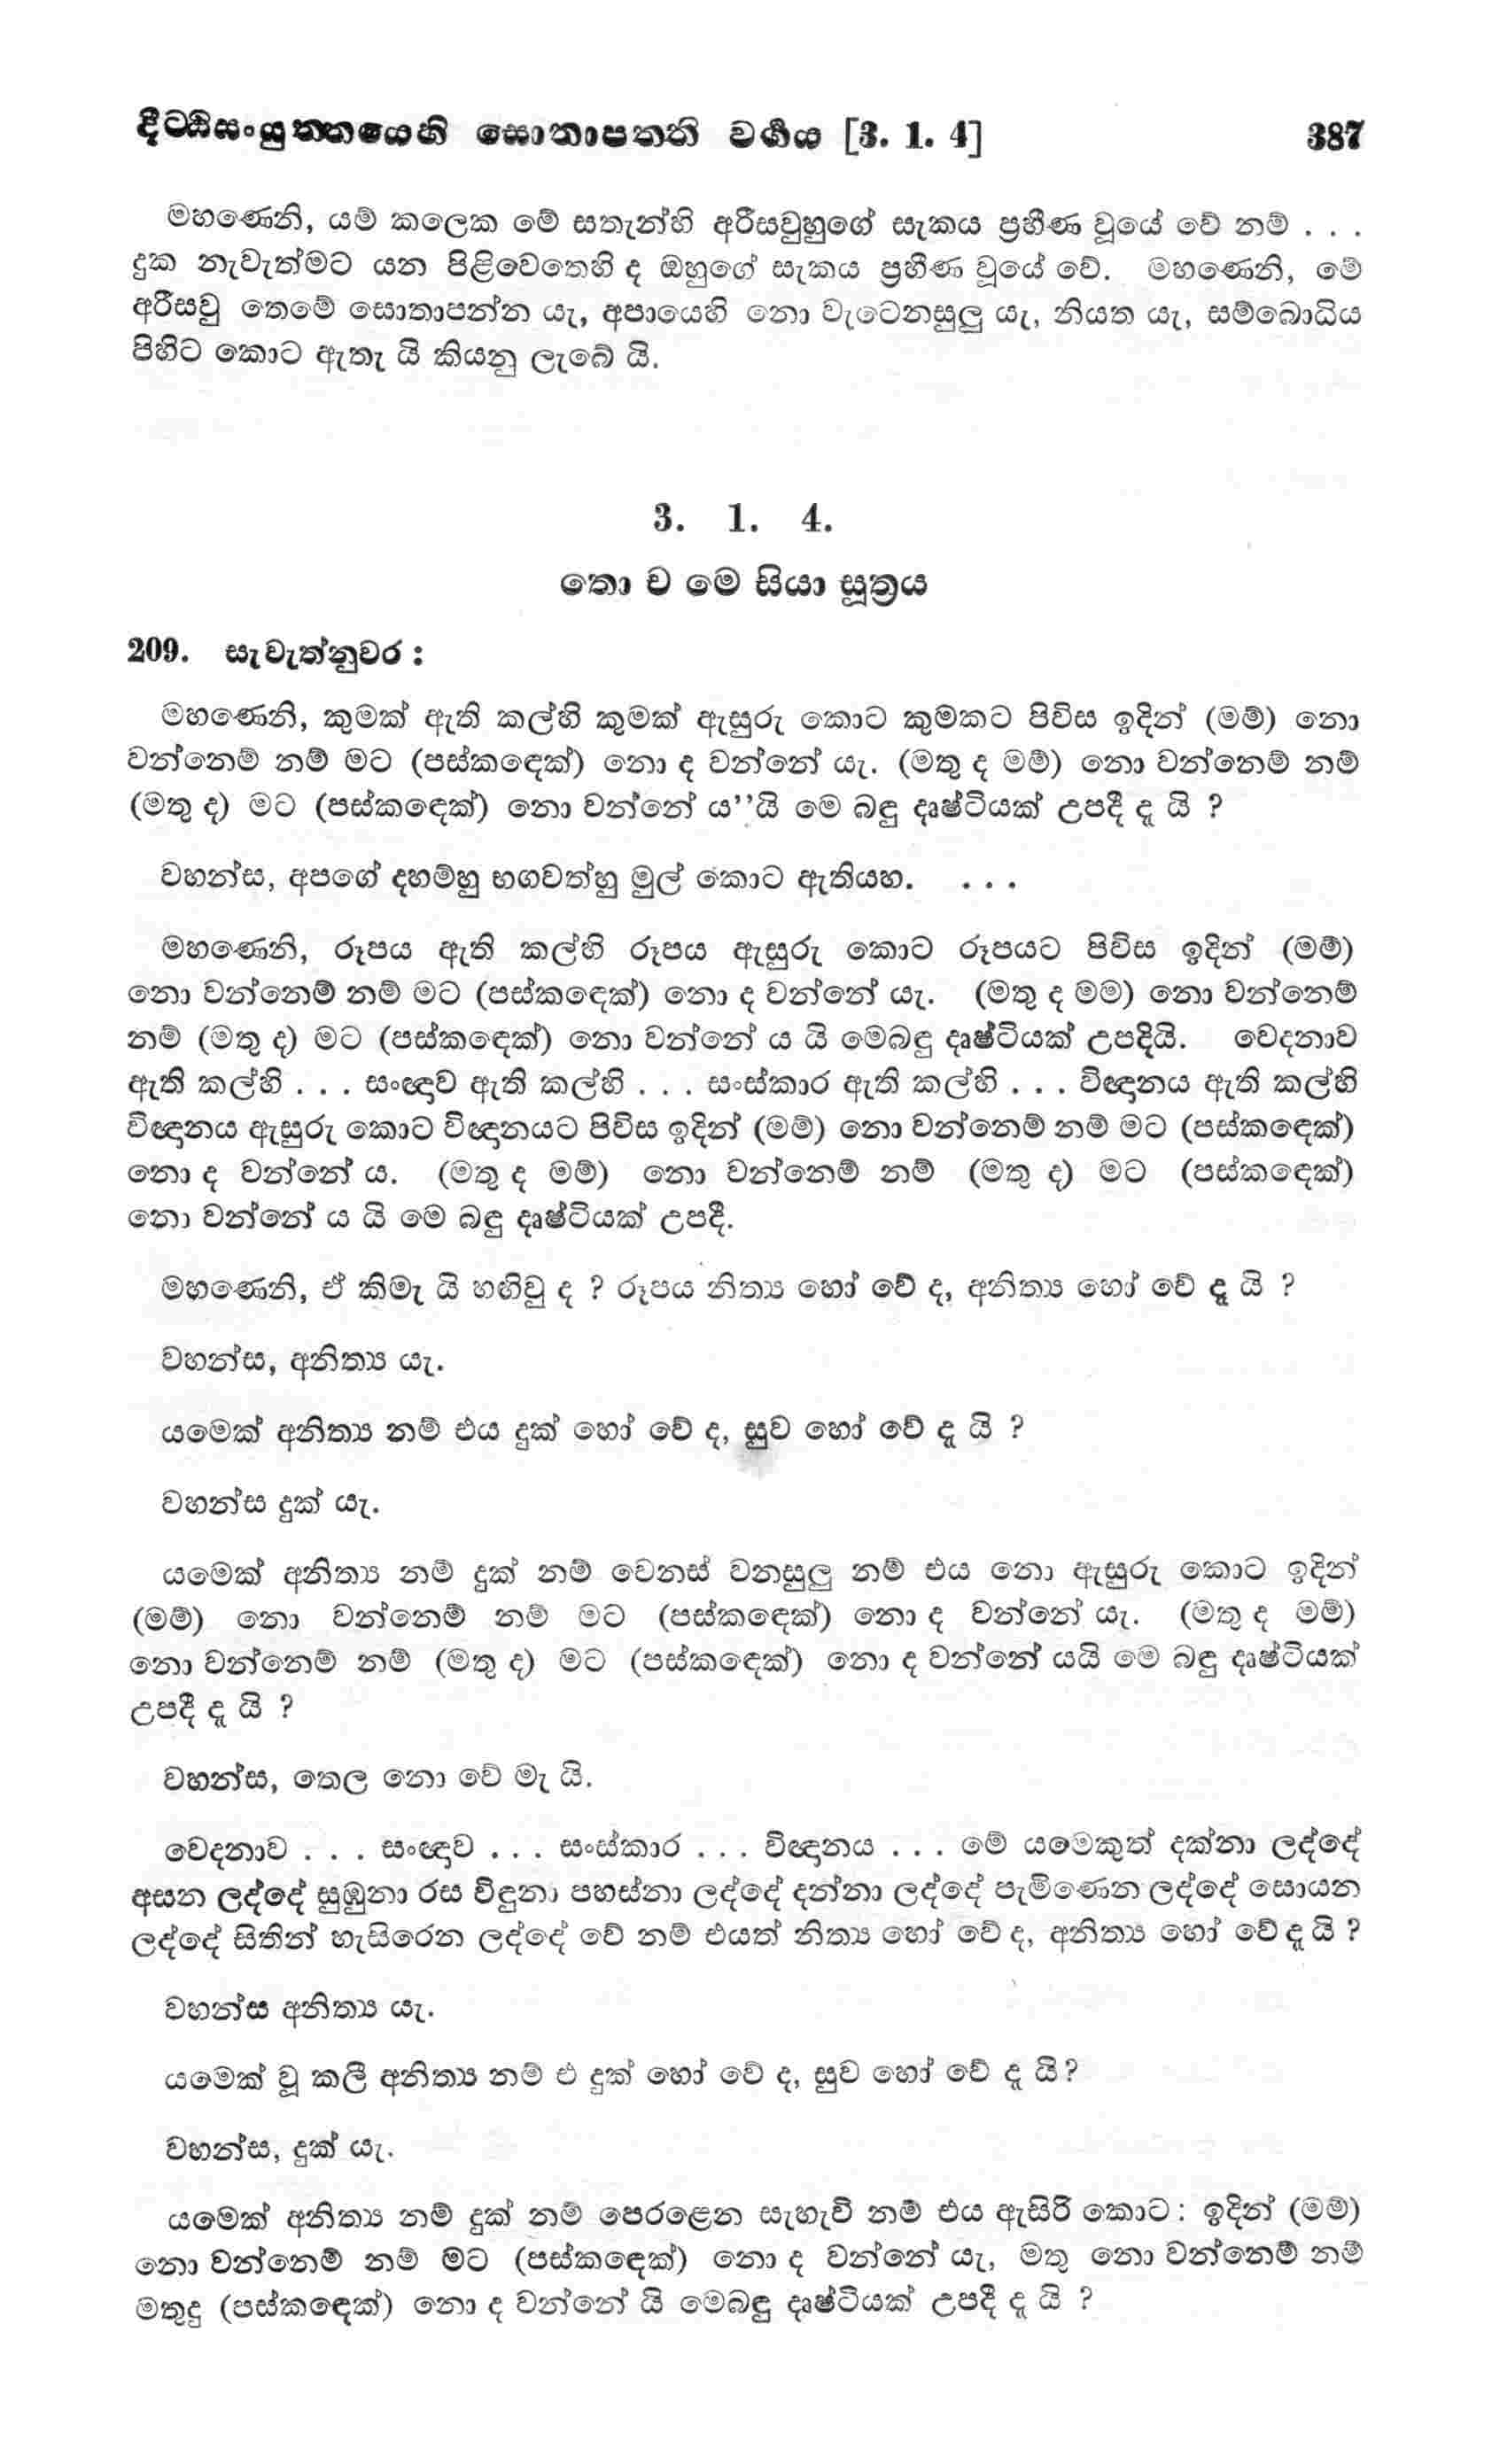 දිට්ඨිසංයුත්තයෙහි සොතාපත්ති වර්ගය [3. 1. 4] 387
මහණෙනි, යම් කලෙක මේ සතැන්හි අරීසවුහුගේ සැකය ප්‍රහීණ වූයේ වේ නම් . . .
දුක නැවැත්මට යන පිළිවෙතෙහි ද ඔහුගේ සැකය ප්‍රහීණ වූයේ වේ. මහණෙනි, මේ
අරීසවු තෙමේ සොතාපන්න යැ, අපායෙහි නො වැටෙනසුලු යැ, නියත යැ, සම්බොධිය
පිහිට කොට ඇතැ යි කියනු ලැබේ යි.
3. 1. 4.
නො ච මෙ සියා සූත්‍රය
209. සැවැත්නුවර :
මහණෙනි, කුමක් ඇති කල්හි කුමක් ඇසුරු කොට කුමකට පිවිස ඉදින් (මම්) නො
වන්නෙම් නම් මට (පස්කඳෙක්) නො ද වන්නේ යැ. (මතු ද මම්) නො වන්නෙම් නම්
(මතු ද) මට (පස්කඳෙක්) නො වන්නේ ය’’යි මෙ බඳු දෘෂ්ටියක් උපදී දැ යි ?
වහන්ස, අපගේ දහම්හු භගවත්හු මුල් කොට ඇතියහ. . . .
මහණෙනි, රූපය ඇති කල්හි රූපය ඇසුරු කොට රූපයට පිවිස ඉදින් (මම්)
නො වන්නෙම් නම් මට (පස්කඳෙක්) නො ද වන්නේ යැ. (මතු ද මම) නො වන්නෙම්
නම් (මතු ද) මට (පස්කඳෙක්) නො වන්නේ ය යි මෙබඳු දෘෂ්ටියක් උපදියි. වෙදනාව
ඇති කල්හි . . . සංඥාව ඇති කල්හි . . . සංස්කාර ඇති කල්හි . . . විඥානය ඇති කල්හි
විඥානය ඇසුරු කොට විඥානයට පිවිස ඉදින් (මම්) නො වන්නෙම් නම් මට (පස්කඳෙක්)
නො ද වන්නේ ය. (මතු ද මම්) නො වන්නෙම් නම් (මතු ද) මට (පස්කඳෙක්)
නො වන්නේ ය යි මෙ බඳු දෘෂ්ටියක් උපදී.
මහණෙනි, ඒ කිමැ යි හඟිවු ද ? රූපය නිත්‍ය හෝ වේ ද, අනිත්‍ය හෝ වේ දැ යි ?
වහන්ස, අනිත්‍ය යැ.
යමෙක් අනිත්‍ය නම් එය දුක් හෝ වේ ද, සුව හෝ වේ දැ යි ?
වහන්ස දුක් යැ.
යමෙක් අනිත්‍ය නම් දුක් නම් වෙනස් වනසුලු නම් එය නො ඇසුරු කොට ඉදින්
(මම්) නො වන්නෙම් නම් මට (පස්කඳෙක්) නො ද වන්නේ යැ. (මතු ද මම්)
නො වන්නෙම් නම් (මතු ද) මට (පස්කඳෙක්) නො ද වන්නේ යයි මෙ බඳු දෘෂ්ටියක්
උපදී දැ යි ?
වහන්ස, තෙල නො වේ මැ යි.
වෙදනාව . . . සංඥාව . . . සංස්කාර . . . විඥානය . . . මේ යමෙකුත් දක්නා ලද්දේ
අසන ලද්දේ සුඹුනා රස විඳුනා පහස්නා ලද්දේ දන්නා ලද්දේ පැමිණෙන ලද්දේ සොයන
ලද්දේ සිතින් හැසිරෙන ලද්දේ වේ නම් එයත් නිත්‍ය හෝ වේ ද, අනිත්‍ය හෝ වේ දැ යි ?
වහන්ස අනිත්‍ය යැ.
යමෙක් වූ කලී අනිත්‍ය නම් එ දුක් හෝ වේ ද, සුව හෝ වේ දැ යි?
වහන්ස, දුක් යැ.
යමෙක් අනිත්‍ය නම් දුක් නම් පෙරළෙන සැහැවි නම් එය ඇසිරි කොට : ඉදින් (මම්)
නො වන්නෙම් නම් මට (පස්කඳෙක්) නො ද වන්නේ යැ, මතු නො වන්නෙම් නම්
මතුදු (පස්කඳෙක්) නො ද වන්නේ යි මෙබඳු දෘෂ්ටියක් උපදී දැ යි ?